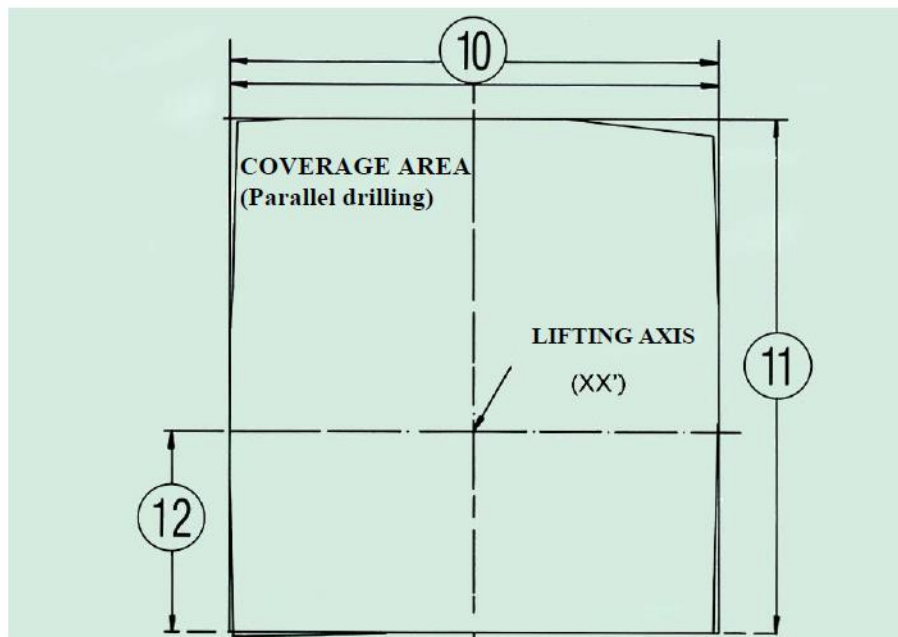 10
COVERAGE AREA
(Parallel drilling)
LIFTING AXIS
(XX')
11
12